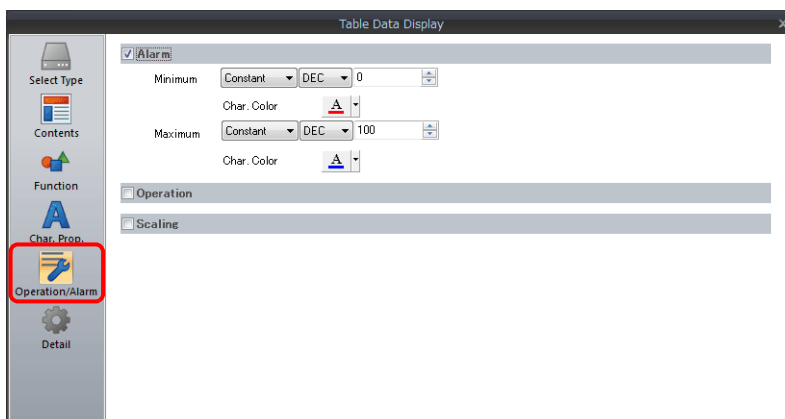 Table Data Display
Select Type
Contents
Function
Char. Prop.
Operation/Alarm
Detail
Alarm
Minimum Constant DEC 0
Char. Color A
Maximum Constant DEC 100
Char. Color A
Operation
Scaling